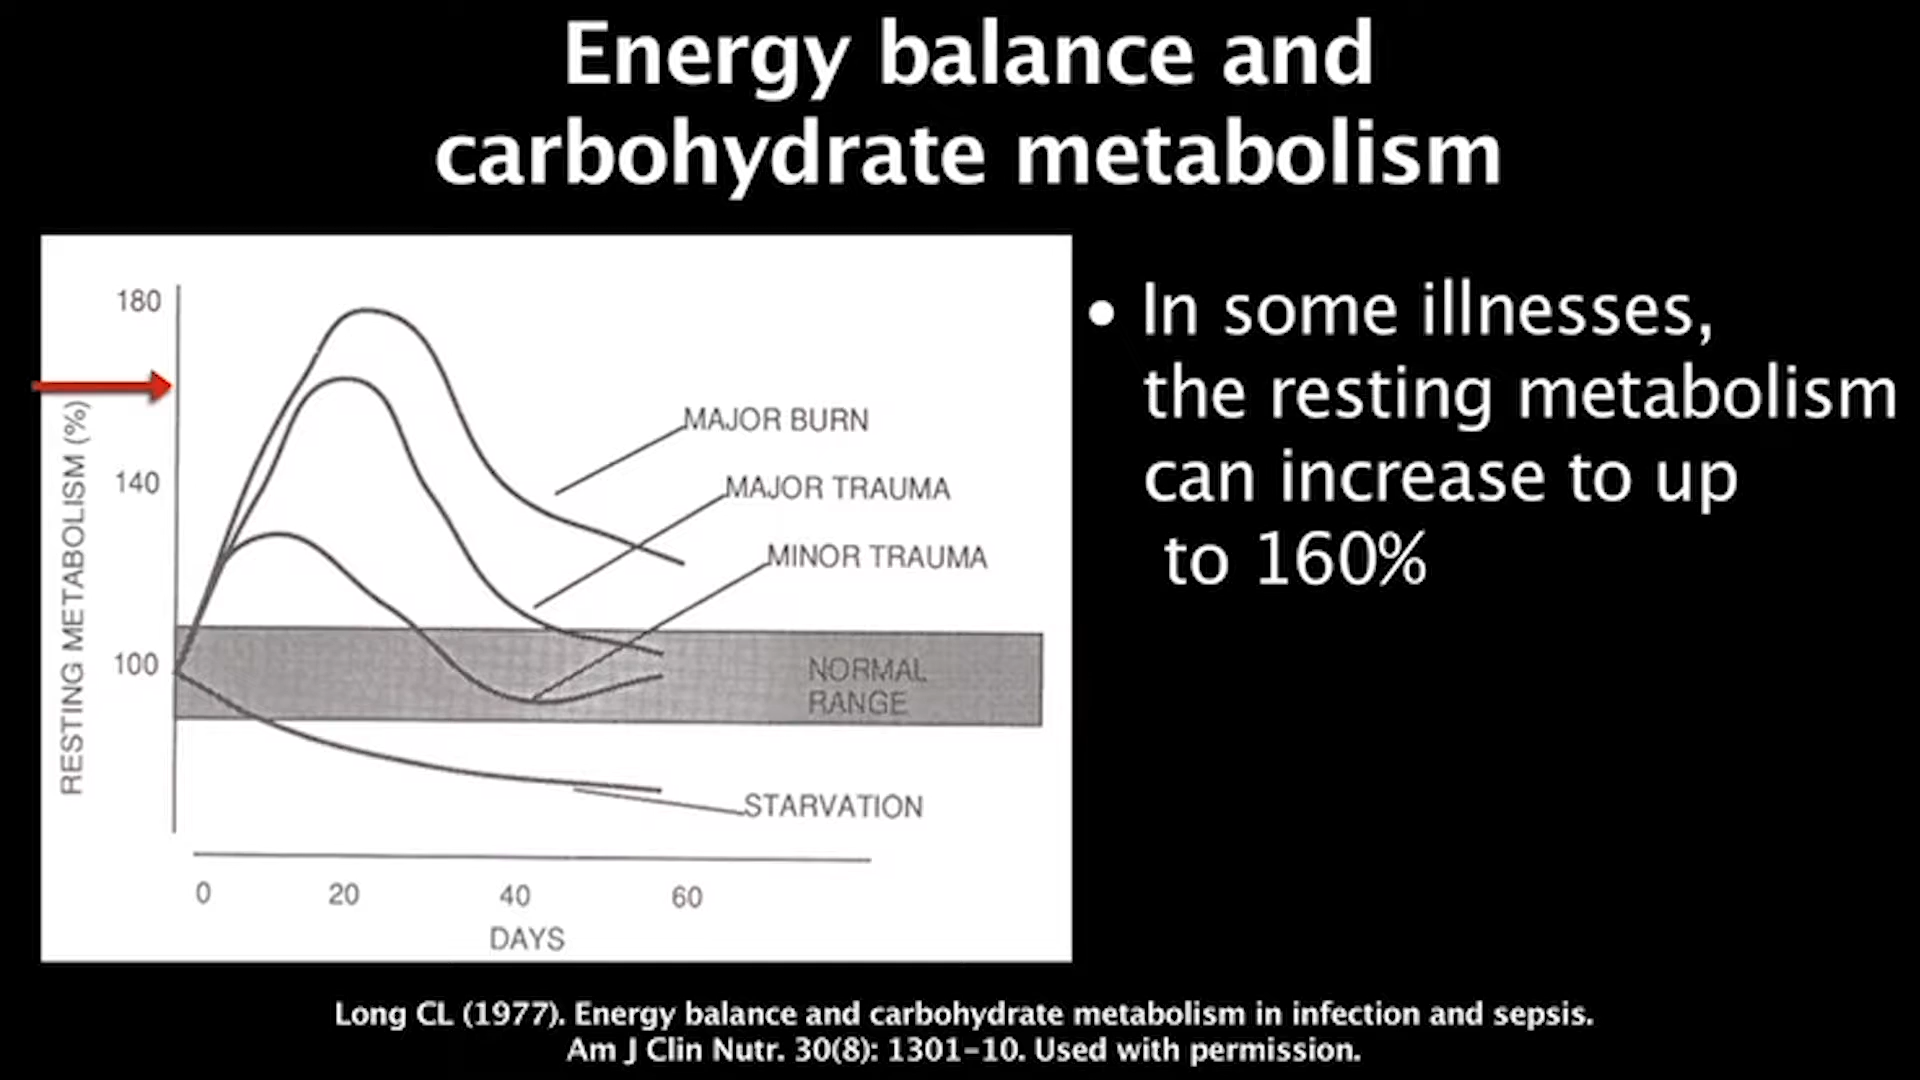 Energy balance and
carbohydrate metabolism
180
140
100
RESTING METABOLISM (%)
MAJOR BURN
MAJOR TRAUMA
MINOR TRAUMA
NORMAL
RANGE
STARVATION
0 20 40 60
DAYS
• In some illnesses,
the resting metabolism
can increase to up
to 160%
Long CL (1977). Energy balance and carbohydrate metabolism in infection and sepsis.
Am J Clin Nutr. 30(8): 1301-10. Used with permission.